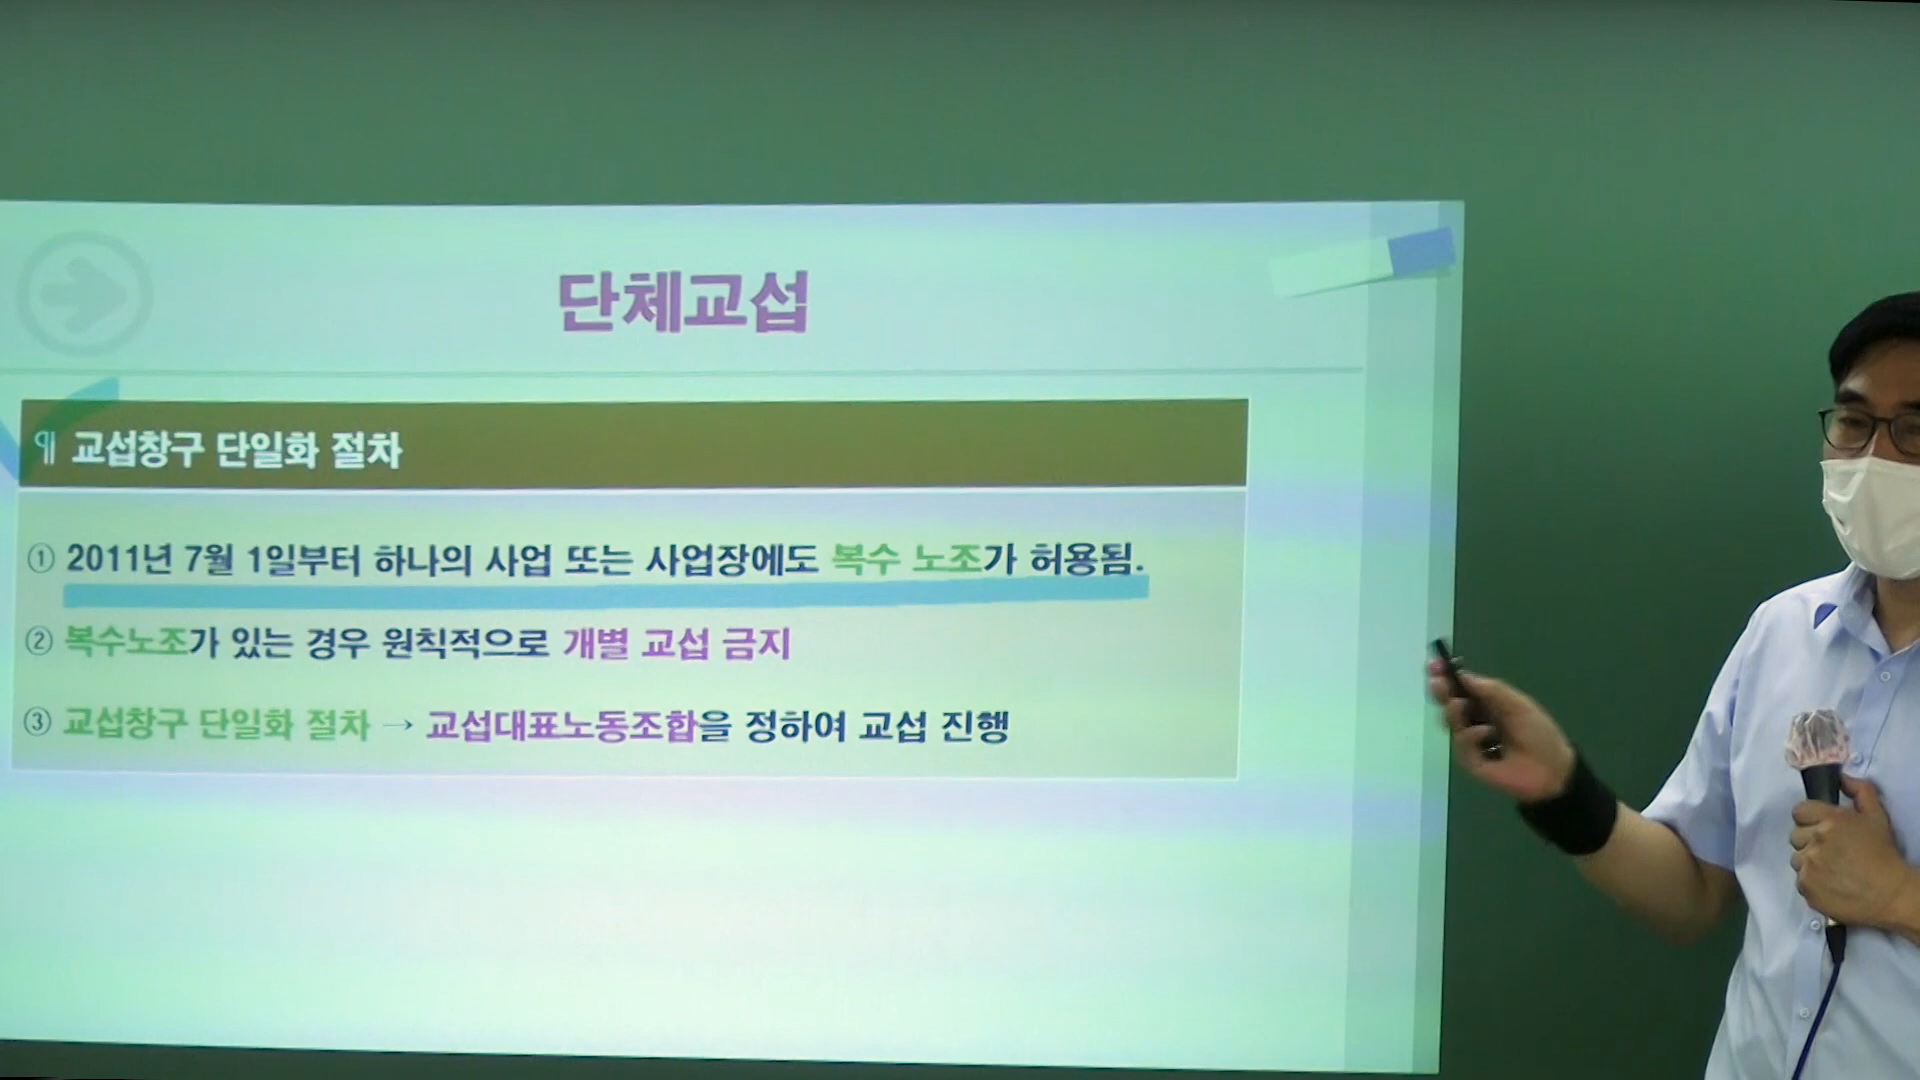 단체교섭
¶ 교섭창구 단일화 절차
① 2011년 7월 1일부터 하나의 사업 또는 사업장에도 복수 노조가 허용됨.
② 복수노조가 있는 경우 원칙적으로 개별 교섭 금지
③ 교섭창구 단일화 절차 → 교섭대표노동조합을 정하여 교섭 진행